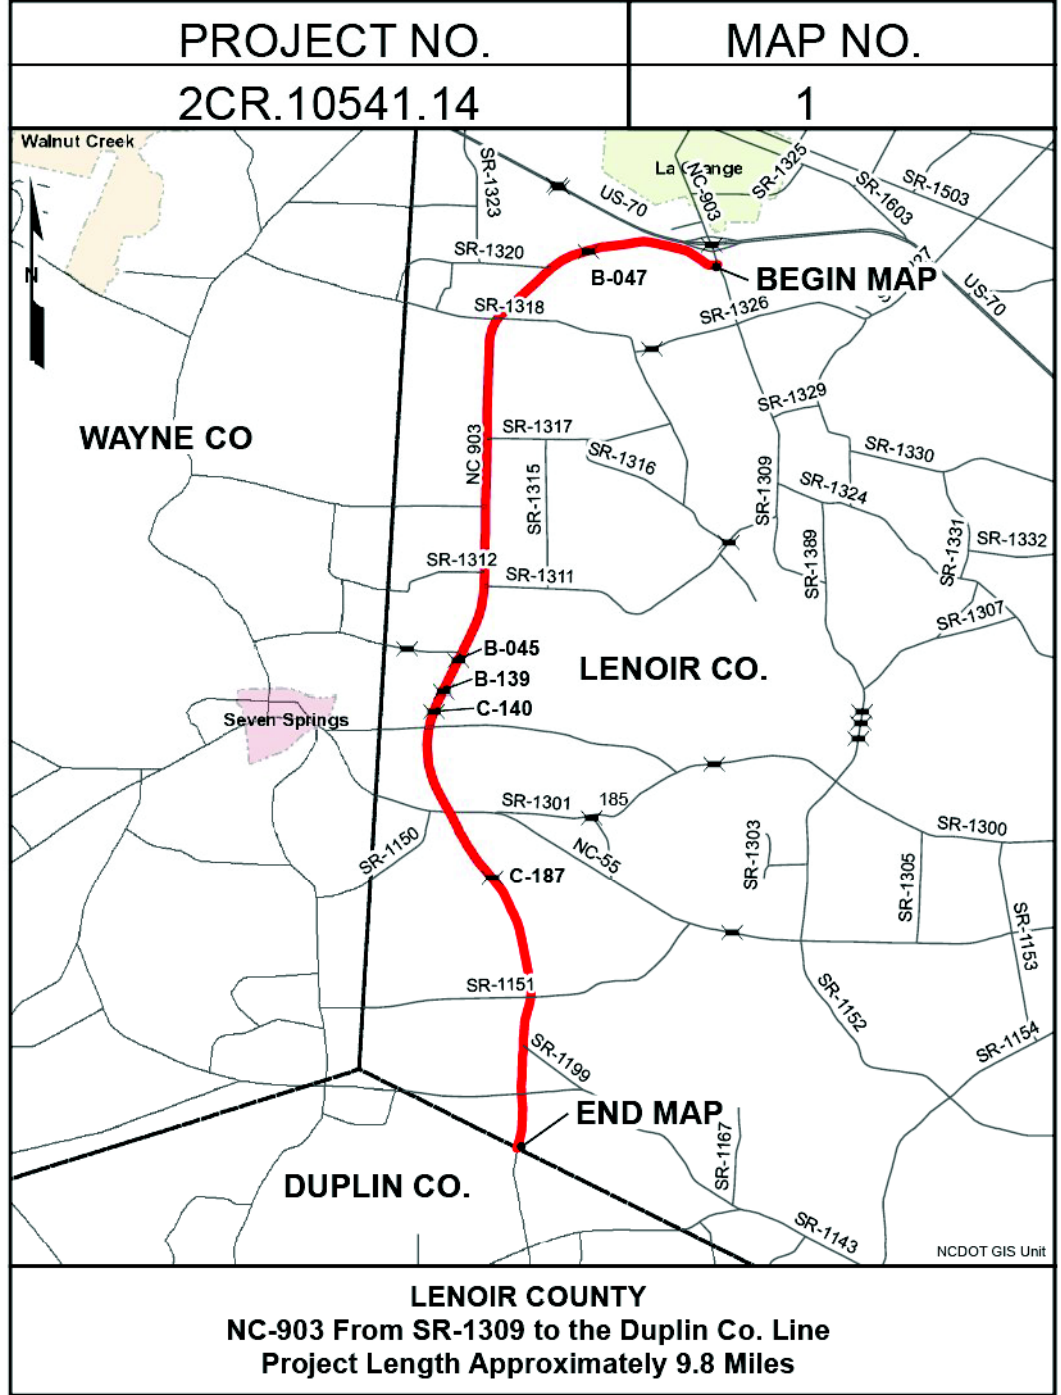 PROJECT NO.
MAP NO.
2CR.10541.14
1
Walnut Creek
SR-1323
US-70
NC-903
SR-1325
SR-1603
SR-1503
SR-1320
B-047
BEGIN MAP
US-70
N
SR-1318
SR-1326
SR-1329
WAYNE CO
NC 903
SR-1317
SR-1316
SR-1315
SR-1309
SR-1330
SR-1324
SR-1312
SR-1311
SR-1389
SR-1331
SR-1332
SR-1307
B-045
B-139
C-140
LENOIR CO.
Seven Springs
SR-1301
185
SR-1150
NC-55
C-187
SR-1303
SR-1305
SR-1300
SR-1153
SR-1151
SR-1152
SR-1154
SR-1199
END MAP
SR-1167
DUPLIN CO.
SR-1143
NCDOT GIS Unit
LENOIR COUNTY
NC-903 From SR-1309 to the Duplin Co. Line
Project Length Approximately 9.8 Miles